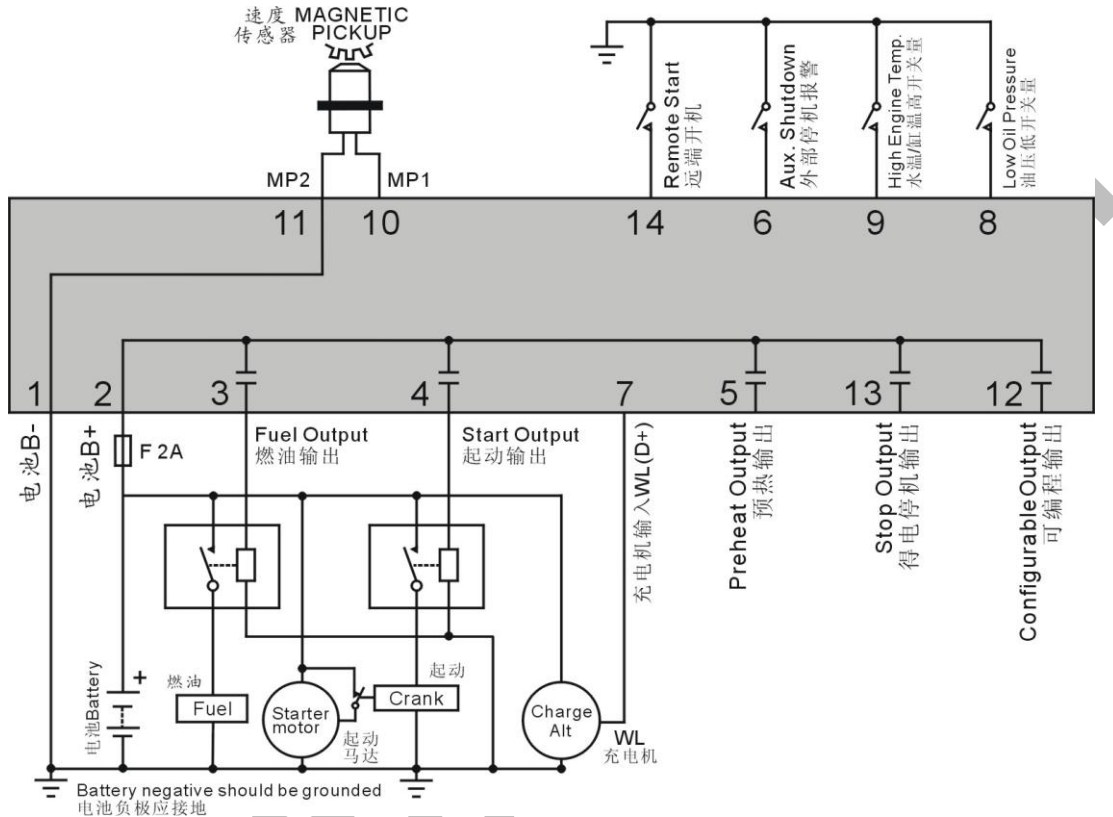 速度 MAGNETIC
传感器 PICKUP
MP2
MP1
Remote Start
远端开机
Aux. Shutdown
外部停机报警
High Engine Temp.
水温/缸温高开关量
Low Oil Pressure
油压低开关量
11
10
14
6
9
8
1
2
3
4
7
5
13
12
电池B-
电池B+
F 2A
Fuel Output
燃油输出
Start Output
起动输出
充电机输入WL(D+)
Preheat Output
预热输出
Stop Output
得电停机输出
Configurable Output
可编程输出
电池Battery
+
燃油
Fuel
Starter
motor
起动
马达
起动
Crank
Charge
Alt
WL
充电机
Battery negative should be grounded
电池负极应接地